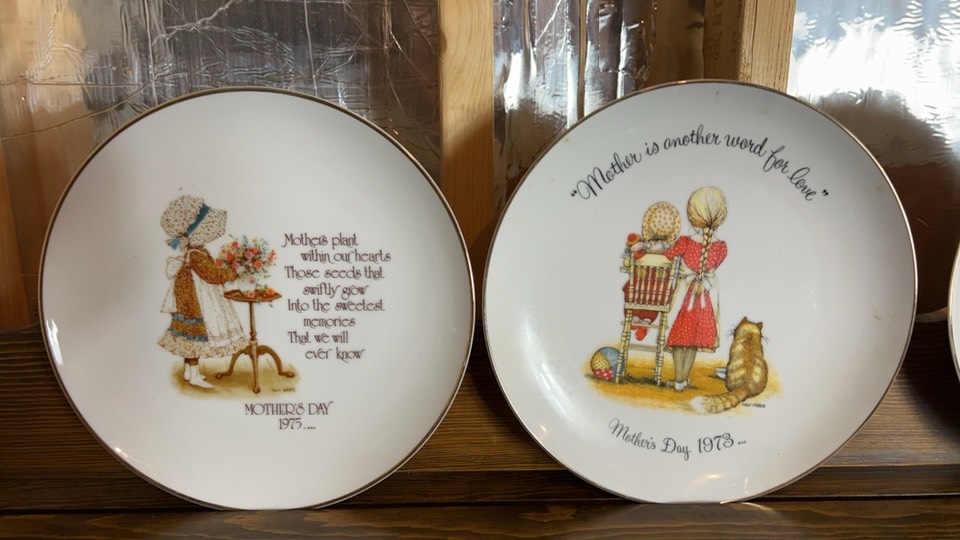 Mothers plant
within our hearts
Those seeds that
swiftly grow
Into the sweetest
memories
That we will
ever know
MOTHER'S DAY
1975....
"Mother is another word for love"
Mother's Day 1973...